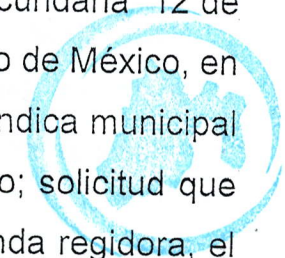 cundaria 12 de
o de México, en
ndica municipal
o; solicitud que
nda regidora, el